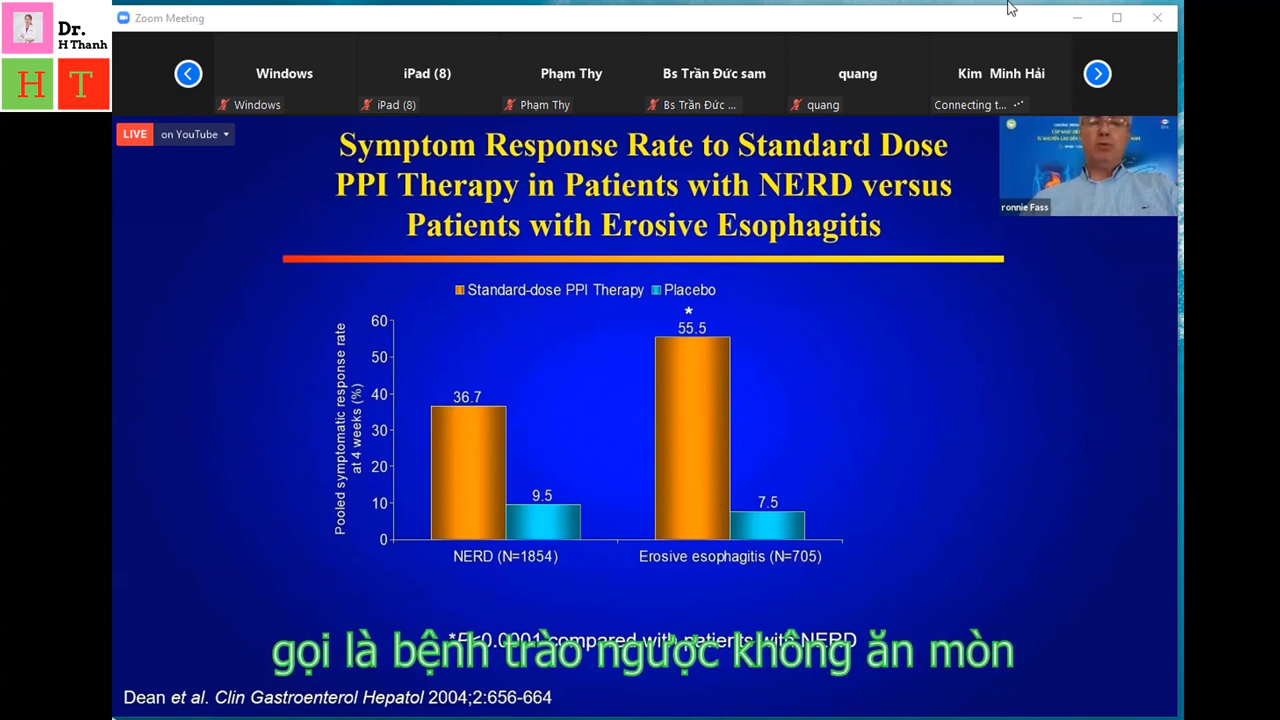 Dr.
H Thanh
H T
Zoom Meeting
Windows
iPad (8)
Phạm Thy
Bs Trần Đức sam
quang
Kim Minh Hải
Windows
iPad (8)
Phạm Thy
Bs Trần Đức ...
quang
Connecting t...
LIVE
on YouTube
ronnie Fass
Symptom Response Rate to Standard Dose
PPI Therapy in Patients with NERD versus
Patients with Erosive Esophagitis
Standard-dose PPI Therapy
Placebo
Pooled symptomatic response rate
at 4 weeks (%)
60
50
40
30
20
10
0
36.7
9.5
*
55.5
7.5
NERD (N=1854)
Erosive esophagitis (N=705)
*P<0.0001 compared with patients with NERD
gọi là bệnh trào ngược không ăn mòn
Dean et al. Clin Gastroenterol Hepatol 2004;2:656-664